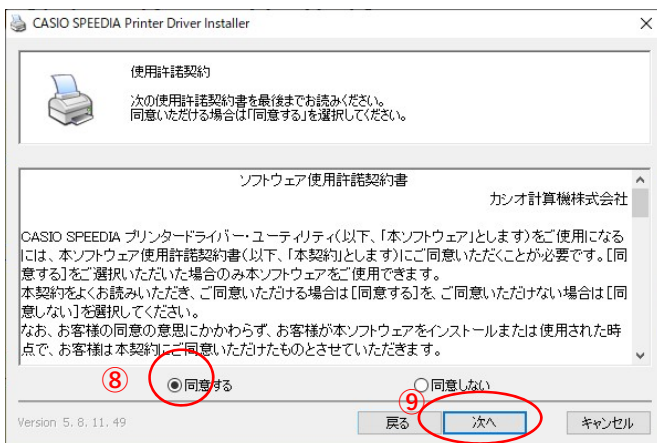 CASIO SPEEDIA Printer Driver Installer
使用許諾契約
次の使用許諾契約書を最後までお読みください。
同意いただける場合は「同意する」を選択してください。
ソフトウェア使用許諾契約書
カシオ計算機株式会社
CASIO SPEEDIA プリンタードライバー・ユーティリティ(以下、「本ソフトウェア」とします)をご使用になる
には、本ソフトウェア使用許諾契約書(以下、「本契約」とします)にご同意いただくことが必要です。[同
意する]をご選択いただいた場合のみ本ソフトウェアをご使用できます。
本契約をよくお読みいただき、ご同意いただける場合は[同意する]を、ご同意いただけない場合は[同
意しない]を選択してください。
なお、お客様の同意の意思にかかわらず、お客様が本ソフトウェアをインストールまたは使用された時
点で、お客様は本契約にご同意いただけたものとさせていただきます。
⑧ 同意する 同意しない
⑨
Version 5.8.11.49 戻る 次へ キャンセル